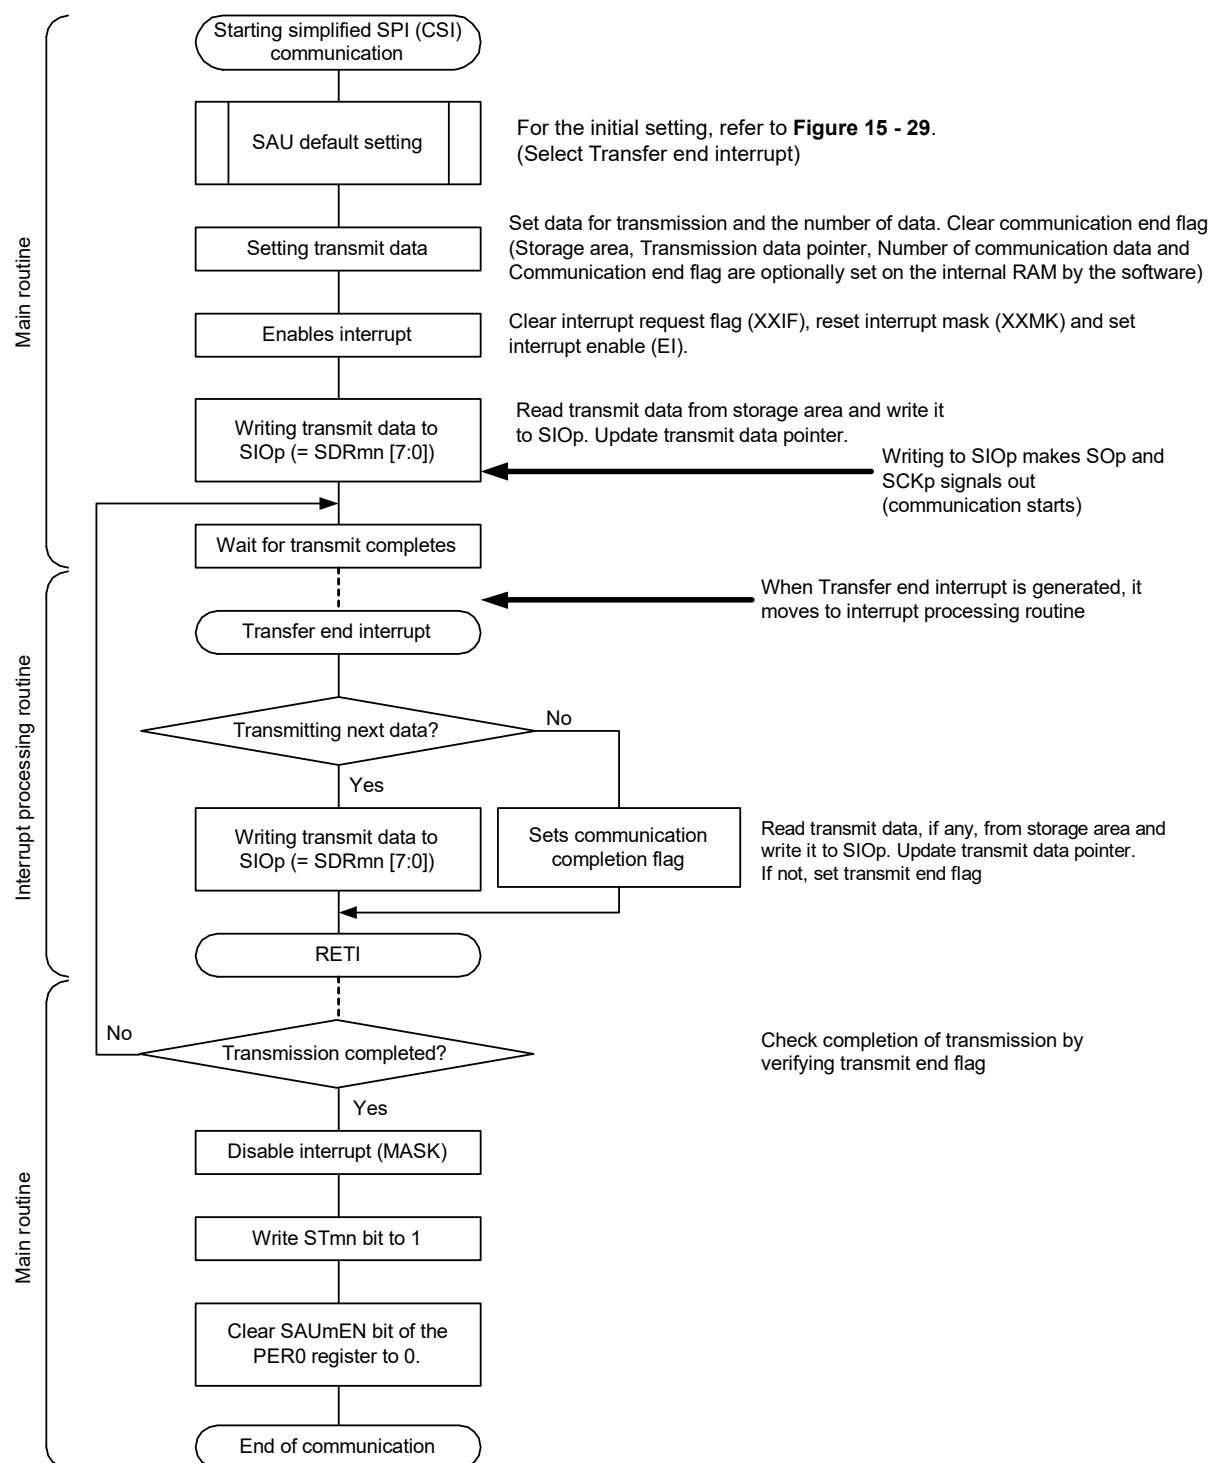 Starting simplified SPI (CSI)
communication
SAU default setting
For the initial setting, refer to Figure 15 - 29.
(Select Transfer end interrupt)
Setting transmit data
Set data for transmission and the number of data. Clear communication end flag
(Storage area, Transmission data pointer, Number of communication data and
Communication end flag are optionally set on the internal RAM by the software)
Main routine
Enables interrupt
Clear interrupt request flag (XXIF), reset interrupt mask (XXMK) and set
interrupt enable (EI).
Writing transmit data to
SIOp (= SDRmn [7:0])
Read transmit data from storage area and write it
to SIOp. Update transmit data pointer.
Writing to SIOp makes SOp and
SCKp signals out
(communication starts)
Wait for transmit completes
When Transfer end interrupt is generated, it
moves to interrupt processing routine
Transfer end interrupt
Interrupt processing routine
Transmitting next data?
No
Yes
Writing transmit data to
SIOp (= SDRmn [7:0])
Sets communication
completion flag
Read transmit data, if any, from storage area and
write it to SIOp. Update transmit data pointer.
If not, set transmit end flag
RETI
No
Transmission completed?
Check completion of transmission by
verifying transmit end flag
Yes
Disable interrupt (MASK)
Main routine
Write STmn bit to 1
Clear SAUmEN bit of the
PER0 register to 0.
End of communication